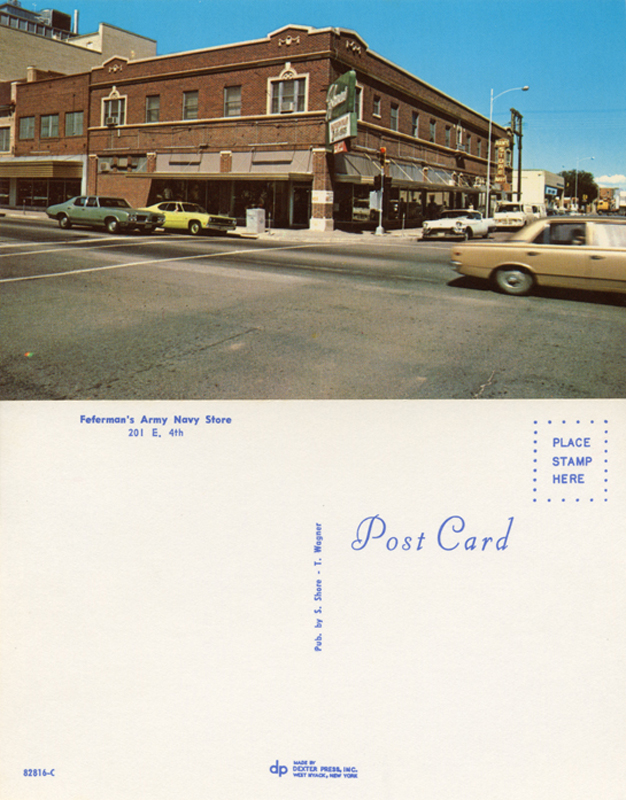 Feferman's Army Navy Store
201 E. 4th
PLACE
STAMP
HERE
Post Card
Pub. by S. Shore - T. Wagner
82816-C
dp
MADE BY
DEXTER PRESS, INC.
WEST NYACK, NEW YORK